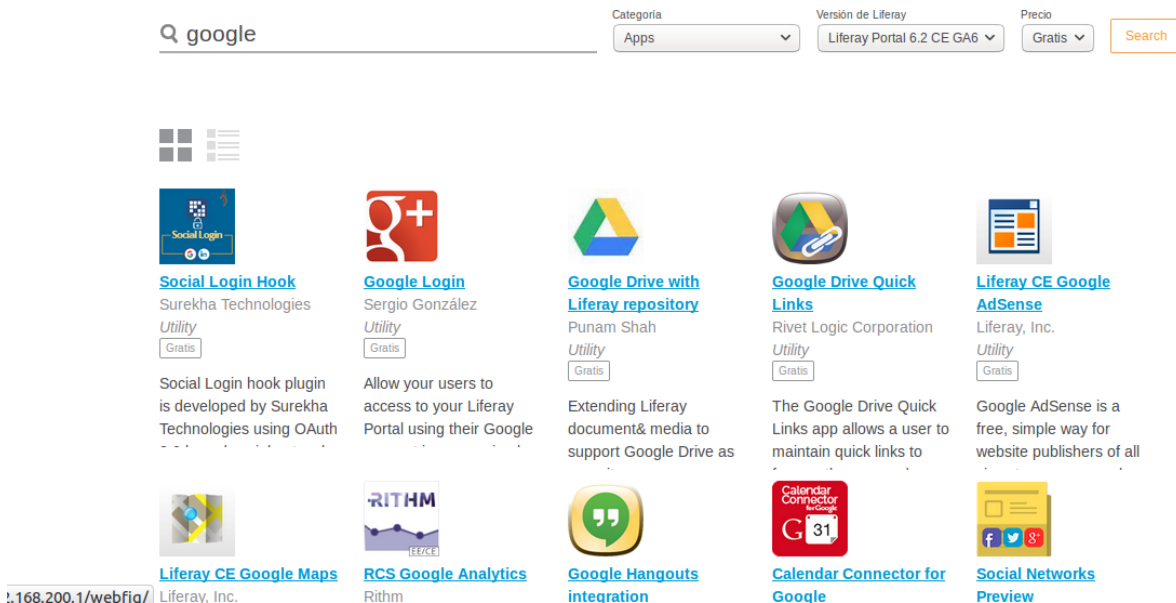 Categoría
Versión de Liferay
Precio
google
Apps
Liferay Portal 6.2 CE GA6
Gratis
Search
Social Login
G in
Social Login Hook
Surekha Technologies
Utility
Gratis
Social Login hook plugin
is developed by Surekha
Technologies using OAuth
g+
Google Login
Sergio González
Utility
Gratis
Allow your users to
access to your Liferay
Portal using their Google
Google Drive with
Liferay repository
Punam Shah
Utility
Gratis
Extending Liferay
document& media to
support Google Drive as
Google Drive Quick
Links
Rivet Logic Corporation
Utility
Gratis
The Google Drive Quick
Links app allows a user to
maintain quick links to
Liferay CE Google
AdSense
Liferay, Inc.
Utility
Gratis
Google AdSense is a
free, simple way for
website publishers of all
Liferay CE Google Maps
Liferay, Inc.
RITHM
EE/CE
RCS Google Analytics
Rithm
Google Hangouts
integration
Calendar
Connector
for Google
G 31
Calendar Connector for
Google
f g+
Social Networks
Preview
.168.200.1/webfig/